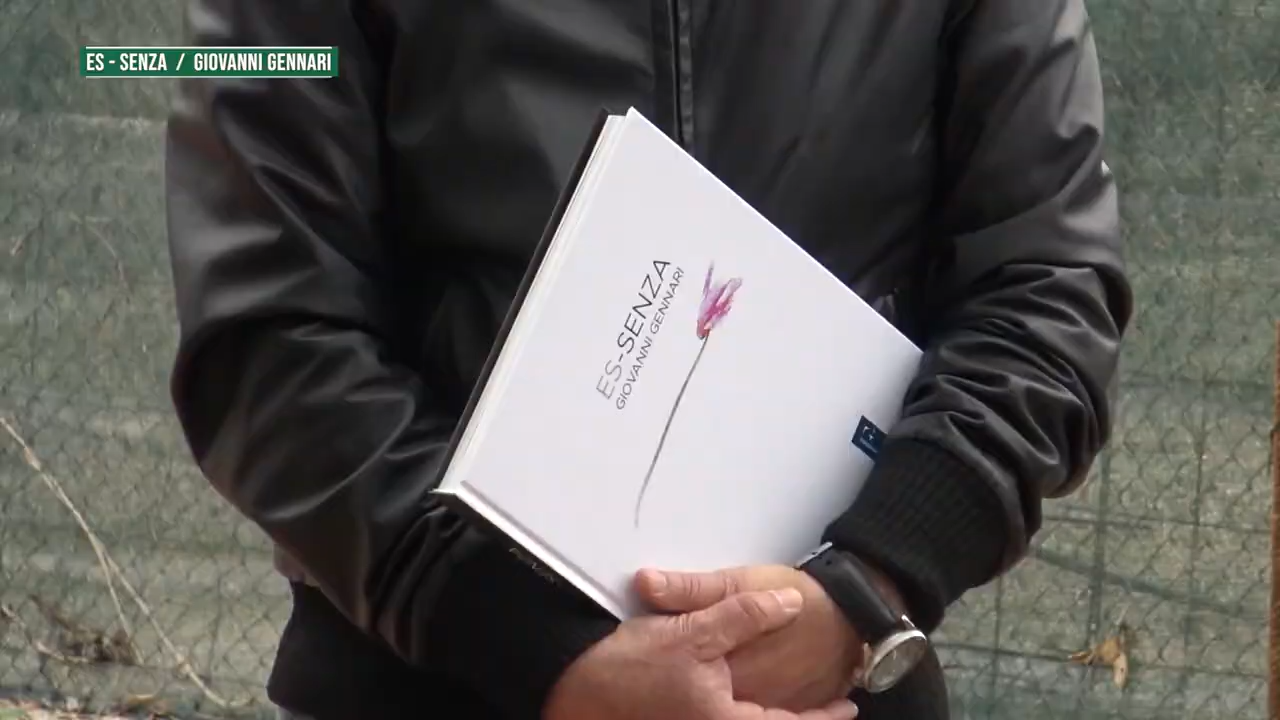 ES - SENZA / GIOVANNI GENNARI
ES-SENZA
GIOVANNI GENNARI